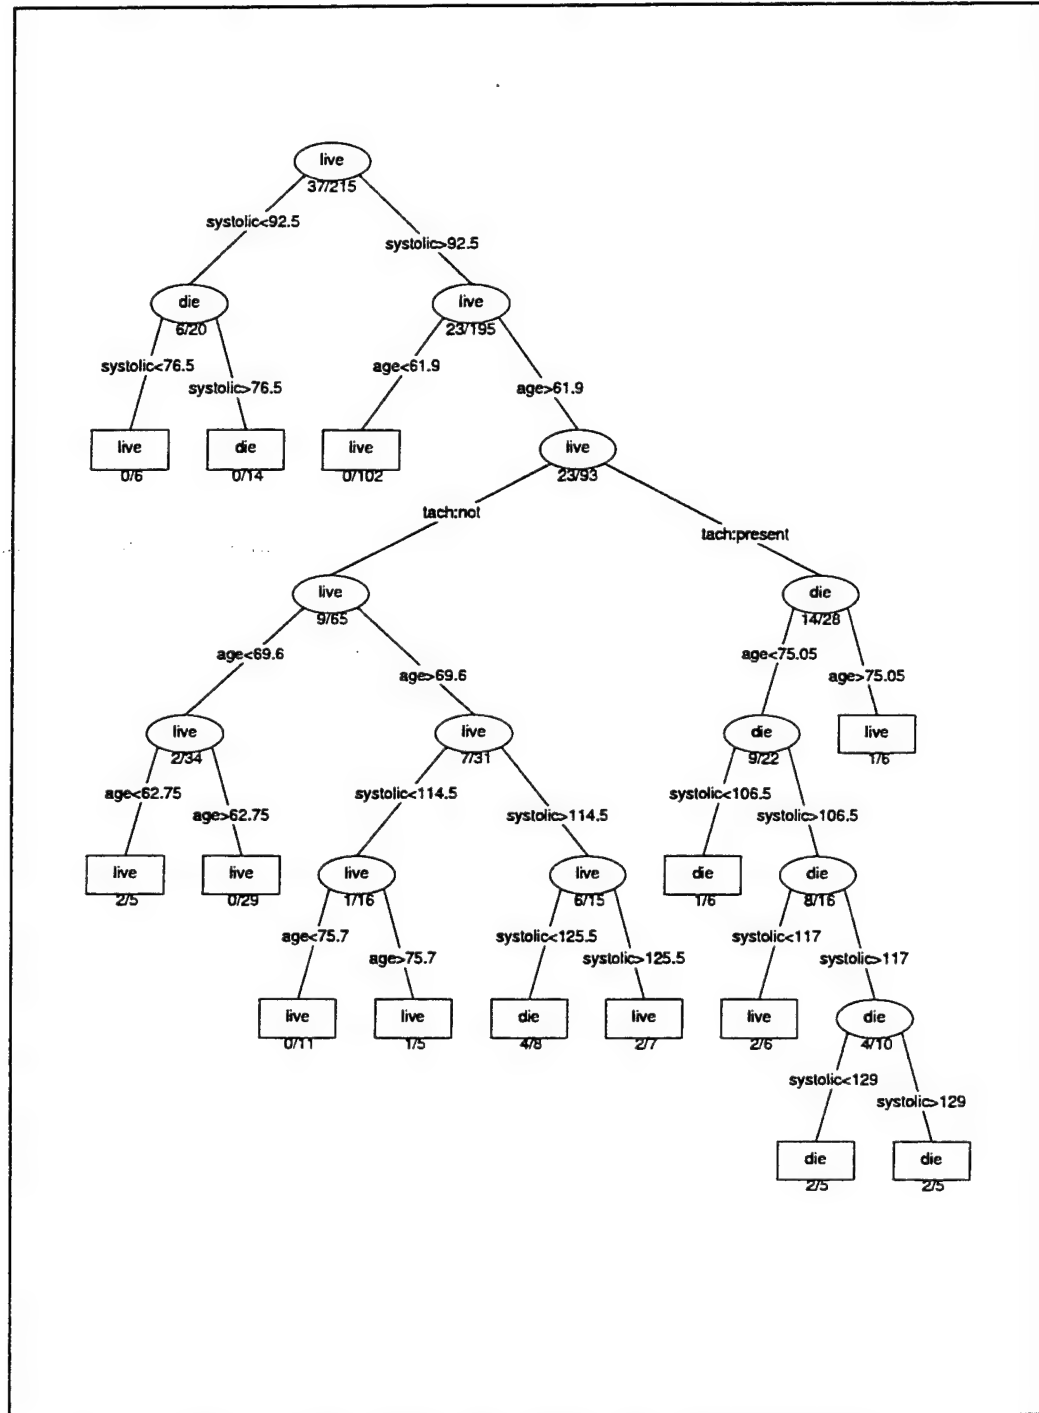 live
37/215
systolic<92.5
systolic>92.5
die
6/20
live
23/195
systolic<76.5
systolic>76.5
age<61.9
age>61.9
live
0/6
die
0/14
live
0/102
live
23/93
tach:not
tach:present
live
9/65
die
14/28
age<69.6
age>69.6
age<75.05
age>75.05
live
2/34
live
7/31
die
9/22
live
1/6
age<62.75
age>62.75
systolic<114.5
systolic>114.5
systolic<106.5
systolic>106.5
live
2/5
live
0/29
live
1/16
live
6/15
die
1/6
die
8/16
age<75.7
age>75.7
systolic<125.5
systolic>125.5
systolic<117
systolic>117
live
0/11
live
1/5
die
4/8
live
2/7
live
2/6
die
4/10
systolic<129
systolic>129
die
2/5
die
2/5